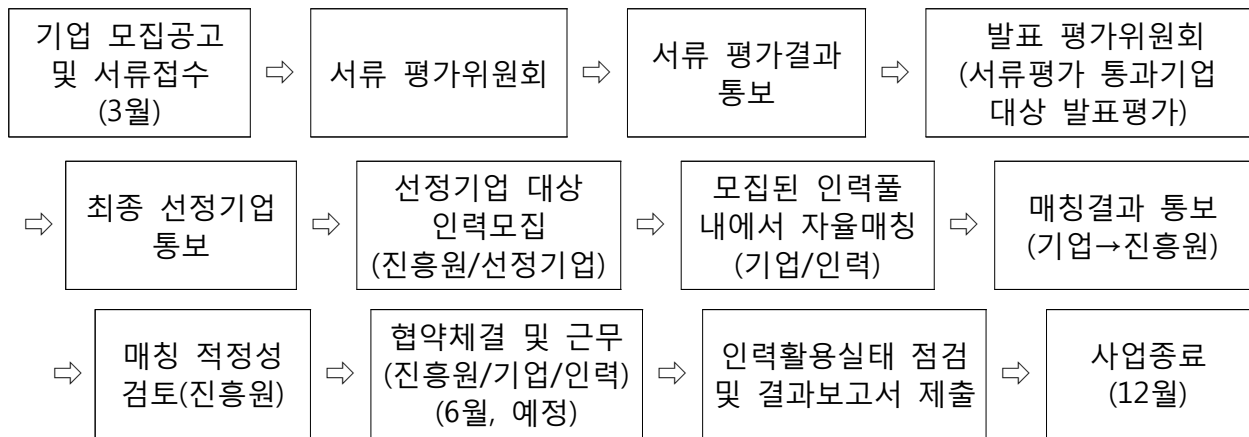 기업 모집공고
및 서류접수
(3월)
⇨
서류 평가위원회
⇨
서류 평가결과
통보
⇨
발표 평가위원회
(서류평가 통과기업
대상 발표평가)
⇨
최종 선정기업
통보
⇨
선정기업 대상
인력모집
(진흥원/선정기업)
⇨
모집된 인력풀
내에서 자율매칭
(기업/인력)
⇨
매칭결과 통보
(기업→진흥원)
⇨
매칭 적정성
검토(진흥원)
⇨
협약체결 및 근무
(진흥원/기업/인력)
(6월, 예정)
⇨
인력활용실태 점검
및 결과보고서 제출
⇨
사업종료
(12월)